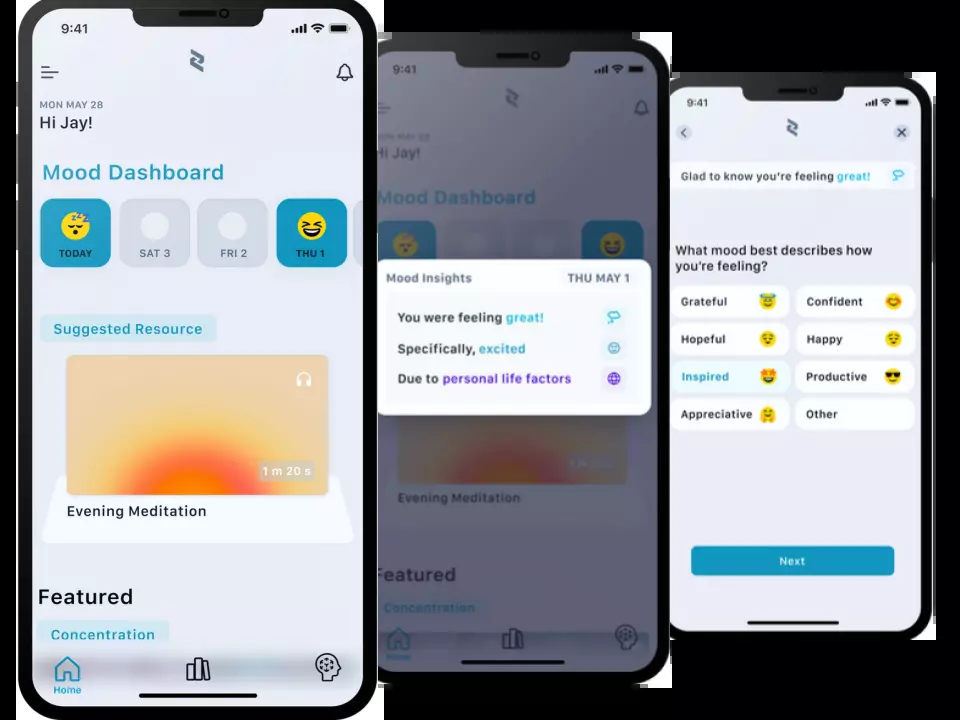 9:41
MON MAY 28
Hi Jay!
Mood Dashboard
TODAY
SAT 3
FRI 2
THU 1
Suggested Resource
1 m 20 s
Evening Meditation
Featured
Concentration
Home
9:41
MON MAY 28
Hi Jay!
Mood Dashboard
Mood Insights THU MAY 1
You were feeling great!
Specifically, excited
Due to personal life factors
1 m 20 s
Evening Meditation
Featured
Concentration
Home
9:41
Glad to know you're feeling great!
What mood best describes how
you're feeling?
Grateful Confident
Hopeful Happy
Inspired Productive
Appreciative Other
Next